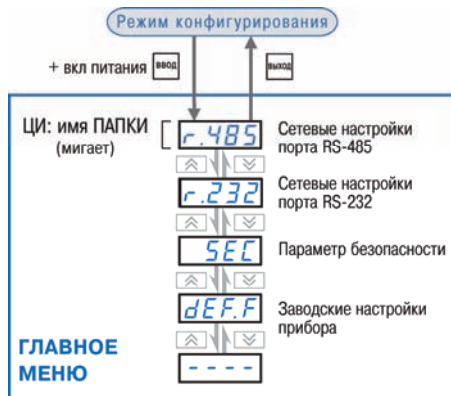 Режим конфигурирования
+ вкл питания ввод
выход
ЦИ: имя ПАПКИ
(мигает)
r.485
Сетевые настройки
порта RS-485
r.232
Сетевые настройки
порта RS-232
SEC
Параметр безопасности
dEF.F
Заводские настройки
прибора
ГЛАВНОЕ
МЕНЮ
- - - -